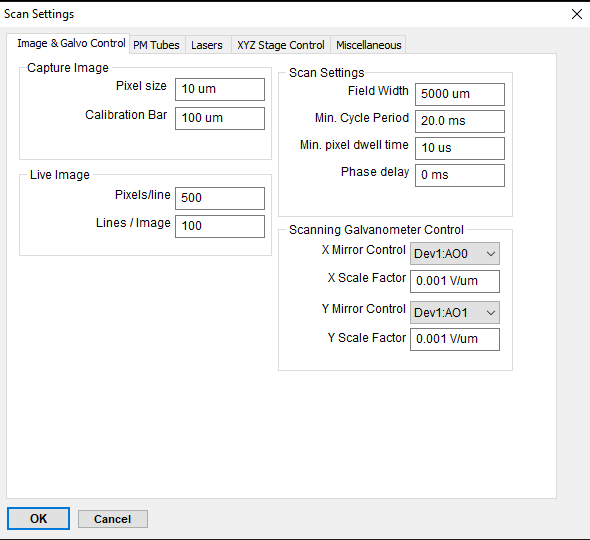 Scan Settings
Image & Galvo Control PM Tubes Lasers XYZ Stage Control Miscellaneous
Capture Image
Pixel size 10 um
Calibration Bar 100 um
Live Image
Pixels/line 500
Lines / Image 100
Scan Settings
Field Width 5000 um
Min. Cycle Period 20.0 ms
Min. pixel dwell time 10 us
Phase delay 0 ms
Scanning Galvanometer Control
X Mirror Control Dev1:AO0
X Scale Factor 0.001 V/um
Y Mirror Control Dev1:AO1
Y Scale Factor 0.001 V/um
OK Cancel